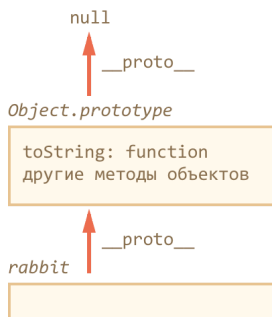 null
__proto__
Object.prototype
toString: function
другие методы объектов
__proto__
rabbit